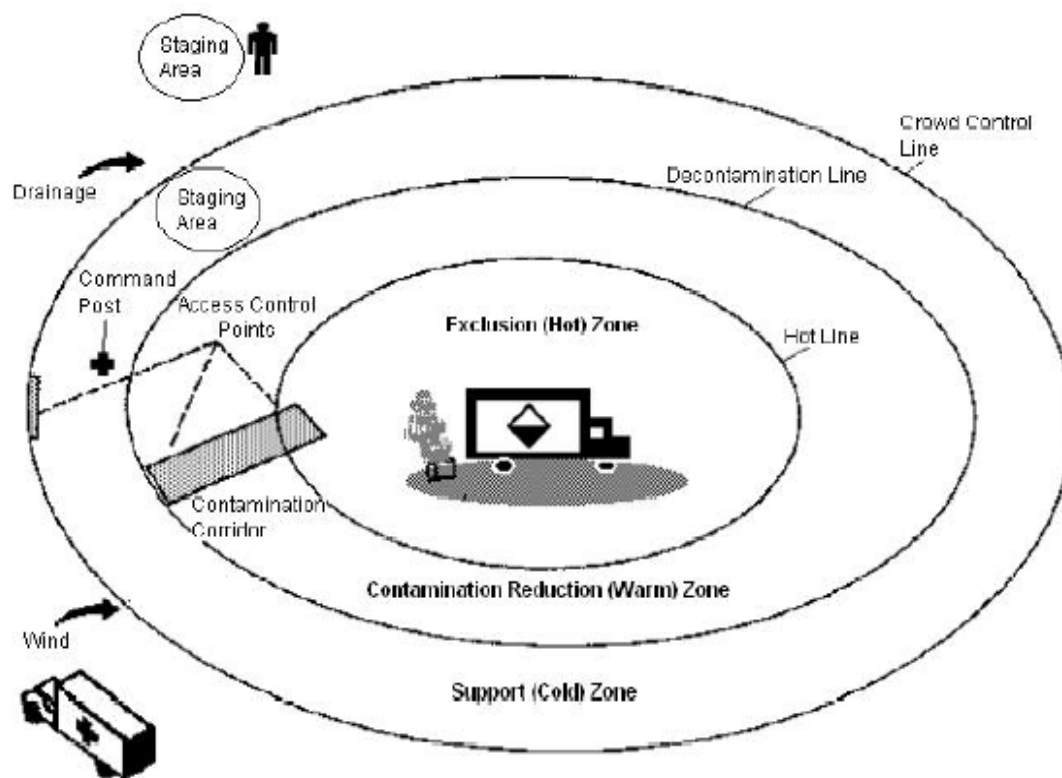 Staging
Area
Crowd Control
Line
Decontamination Line
Drainage
Staging
Area
Command
Post
Access Control
Points
Exclusion (Hot) Zone
Hot Line
Contamination
Corridor
Contamination Reduction (Warm) Zone
Wind
Support (Cold) Zone